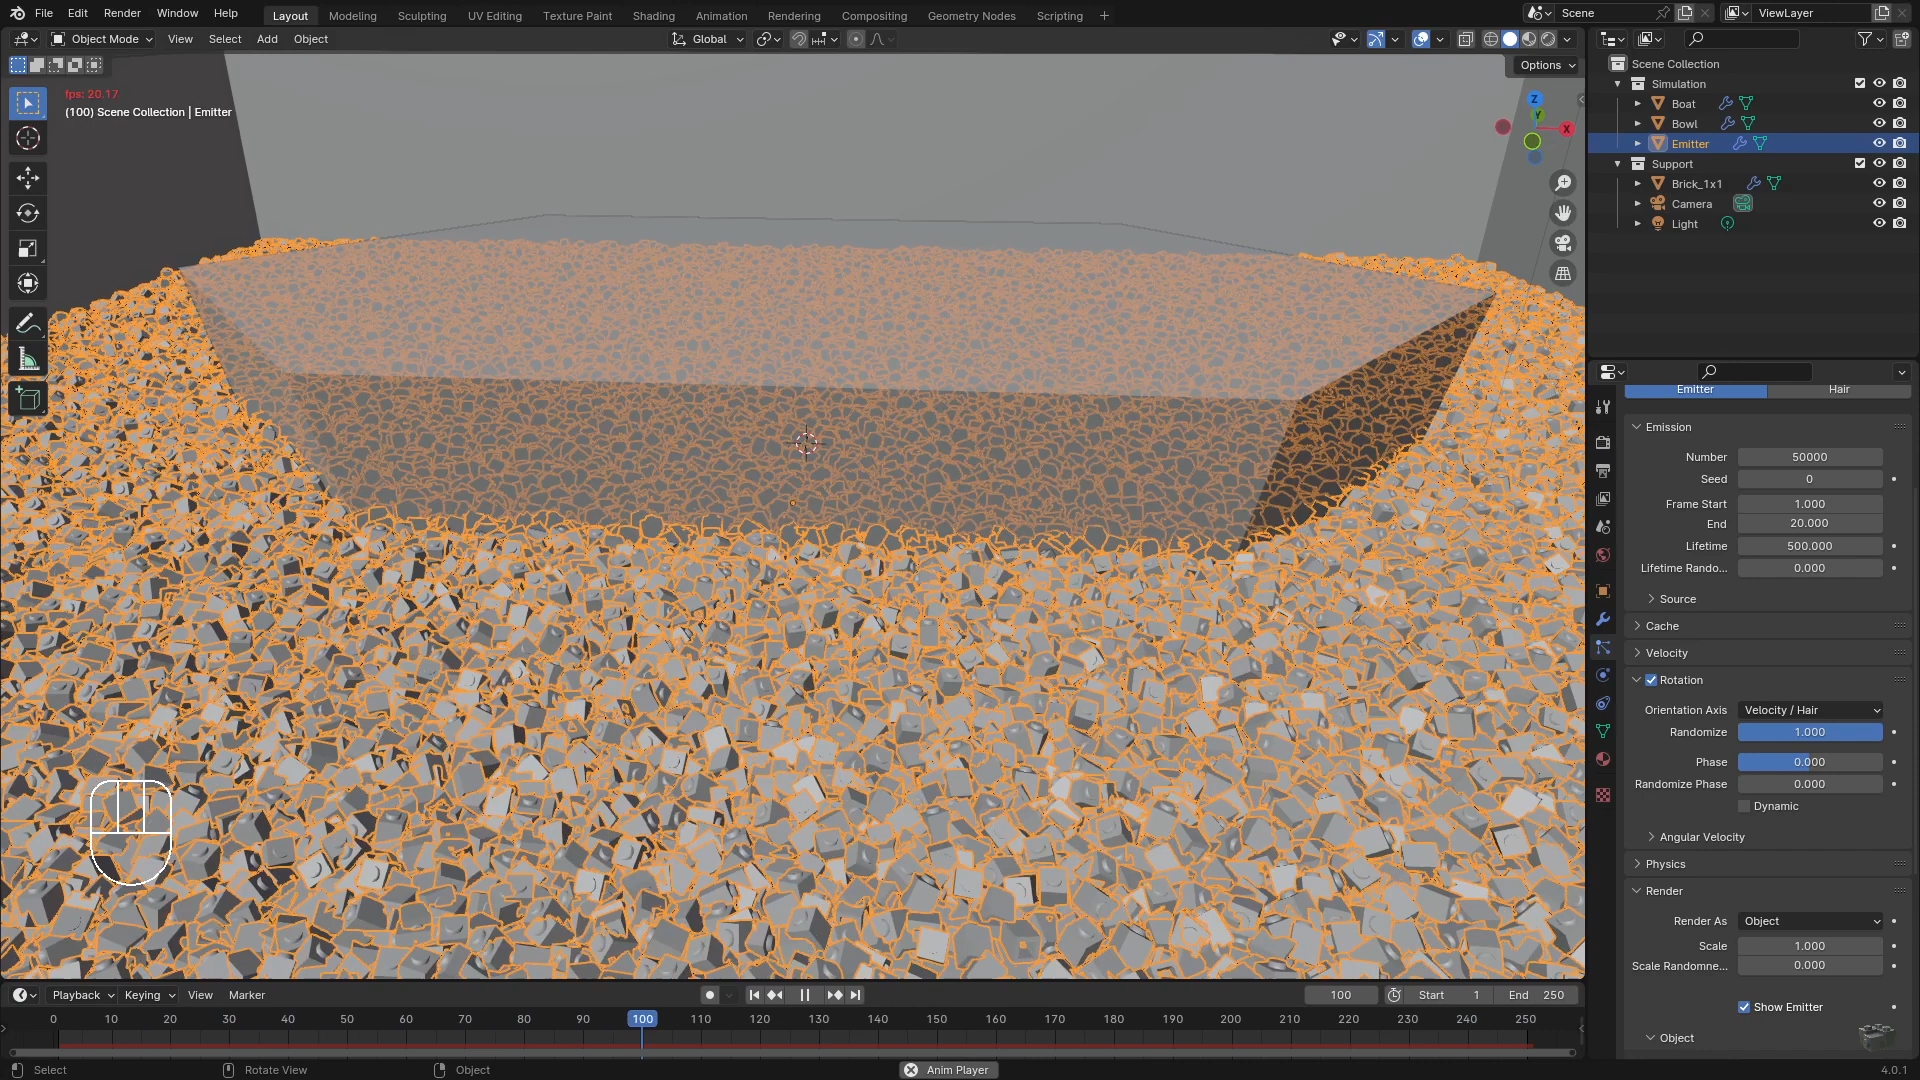 File Edit Render Window Help
Layout Modeling Sculpting UV Editing Texture Paint Shading Animation Rendering Compositing Geometry Nodes Scripting +
Scene
ViewLayer
Object Mode View Select Add Object
Global
Options
fps: 20.17
(100) Scene Collection | Emitter
Z
Y
X
Scene Collection
Simulation
Boat
Bowl
Emitter
Support
Brick_1x1
Camera
Light
Emitter Hair
Emission
Number 50000
Seed 0
Frame Start 1.000
End 20.000
Lifetime 500.000
Lifetime Rando... 0.000
Source
Cache
Velocity
Rotation
Orientation Axis Velocity / Hair
Randomize 1.000
Phase 0.000
Randomize Phase 0.000
Dynamic
Angular Velocity
Physics
Render
Render As Object
Scale 1.000
Scale Randomne... 0.000
Show Emitter
Object
Playback Keying View Marker
100 Start 1 End 250
0 10 20 30 40 50 60 70 80 90 100 110 120 130 140 150 160 170 180 190 200 210 220 230 240 250
Select Rotate View Object Anim Player 4.0.1